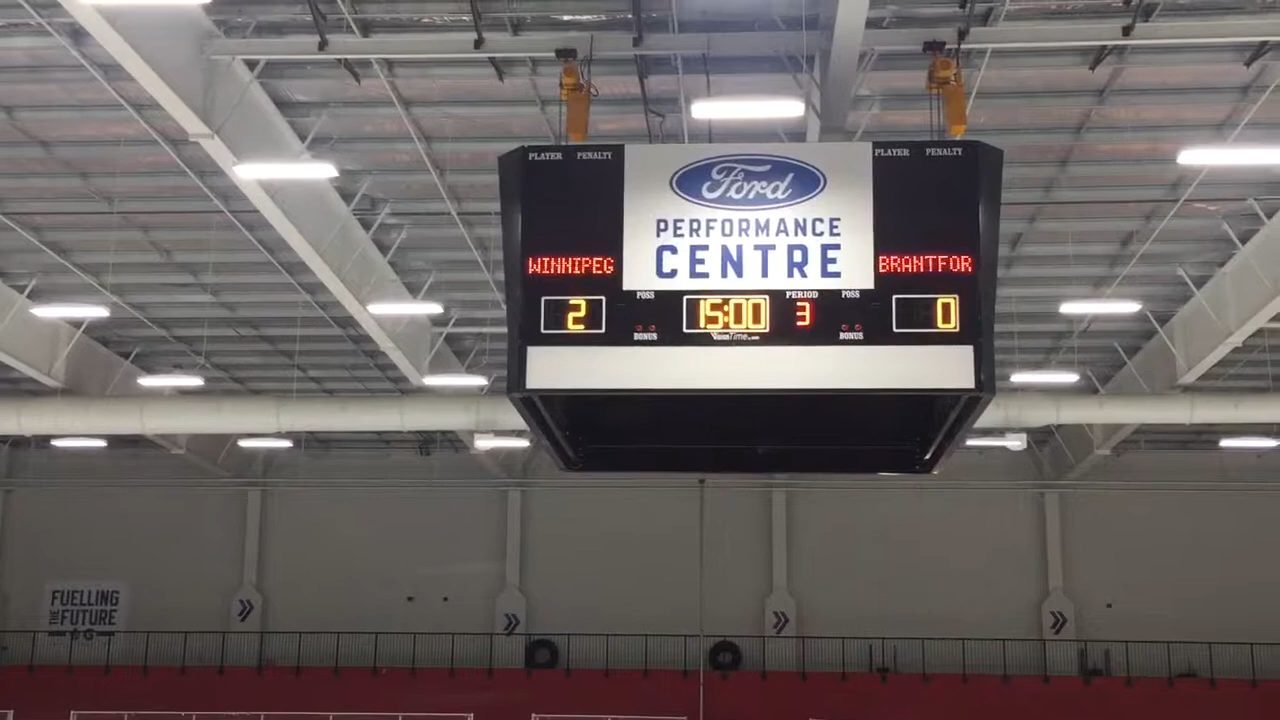 PLAYER PENALTY
Ford
PERFORMANCE
CENTRE
PLAYER PENALTY
WINNIPEG
BRANTFOR
2
POSS
BONUS
15:00
PERIOD
3
POSS
BONUS
0
FUELLING
THE
FUTURE